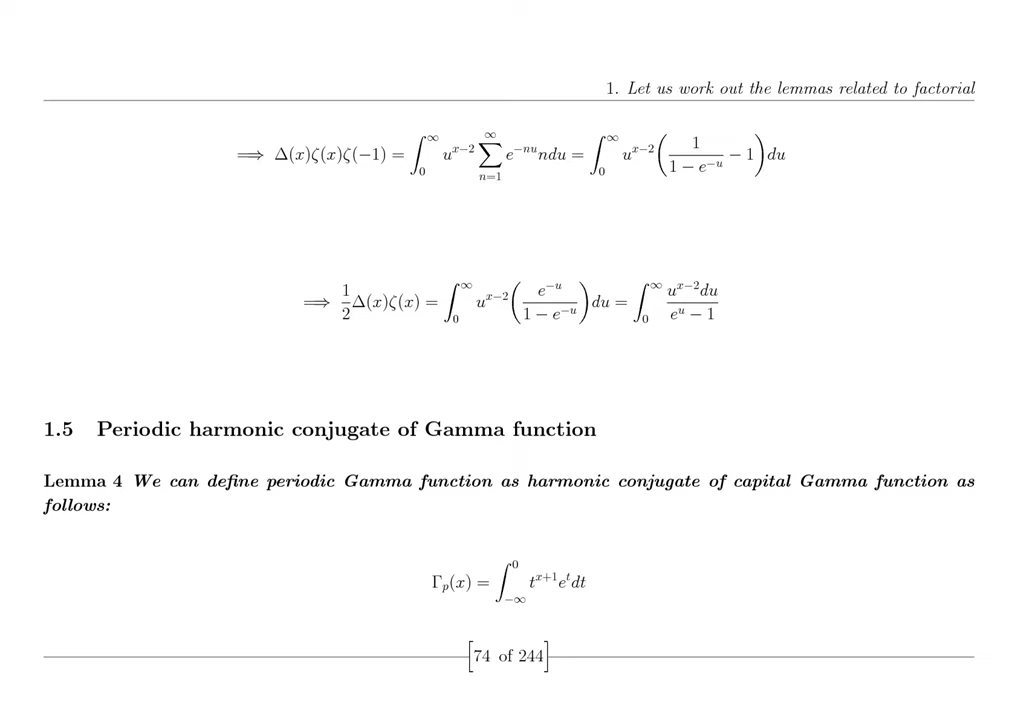 1. Let us work out the lemmas related to factorial
⟹ Δ(x)ζ(x)ζ(−1) = ∫_0^∞ u^{x−2} ∑_{n=1}^∞ e^{−nu}ndu = ∫_0^∞ u^{x−2} (1/(1 − e^{−u}) − 1) du
⟹ 1/2 Δ(x)ζ(x) = ∫_0^∞ u^{x−2} (e^{−u}/(1 − e^{−u})) du = ∫_0^∞ u^{x−2}du/(e^u − 1)
1.5 Periodic harmonic conjugate of Gamma function
Lemma 4 We can define periodic Gamma function as harmonic conjugate of capital Gamma function as
follows:
Γ_p(x) = ∫_{−∞}^0 t^{x+1}e^t dt
[74 of 244]